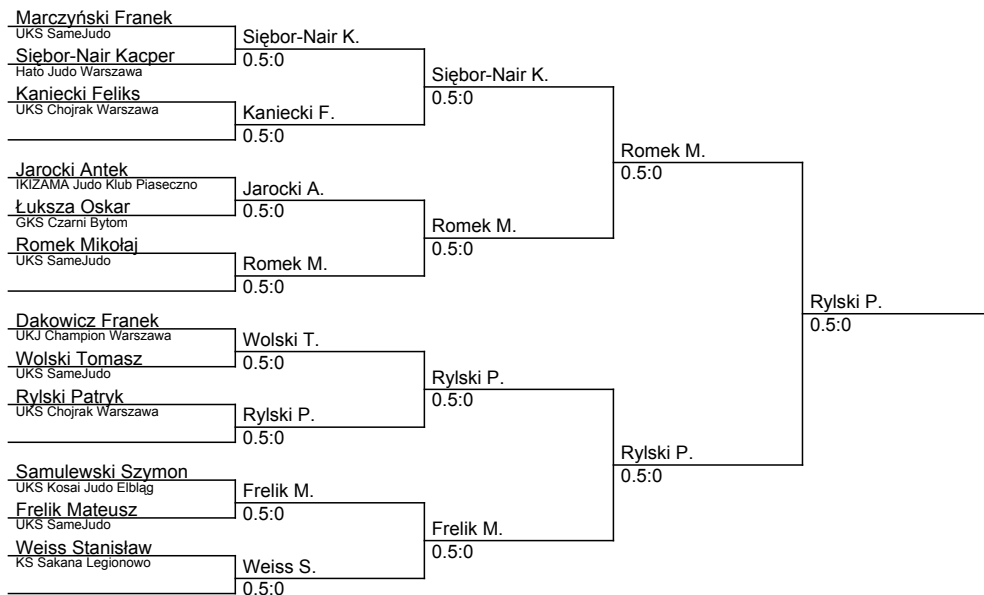 Marczyński Franek
UKS SameJudo
Siębor-Nair Kacper
Hato Judo Warszawa
Kaniecki Feliks
UKS Chojrak Warszawa
Jarocki Antek
IKIZAMA Judo Klub Piaseczno
Łuksza Oskar
GKS Czarni Bytom
Romek Mikołaj
UKS SameJudo
Dakowicz Franek
UKJ Champion Warszawa
Wolski Tomasz
UKS SameJudo
Rylski Patryk
UKS Chojrak Warszawa
Samulewski Szymon
UKS Kosai Judo Elbląg
Frelik Mateusz
UKS SameJudo
Weiss Stanisław
KS Sakana Legionowo
Siębor-Nair K.
0.5:0
Kaniecki F.
0.5:0
Jarocki A.
0.5:0
Romek M.
0.5:0
Wolski T.
0.5:0
Rylski P.
0.5:0
Frelik M.
0.5:0
Weiss S.
0.5:0
Siębor-Nair K.
0.5:0
Romek M.
0.5:0
Rylski P.
0.5:0
Frelik M.
0.5:0
Romek M.
0.5:0
Rylski P.
0.5:0
Rylski P.
0.5:0